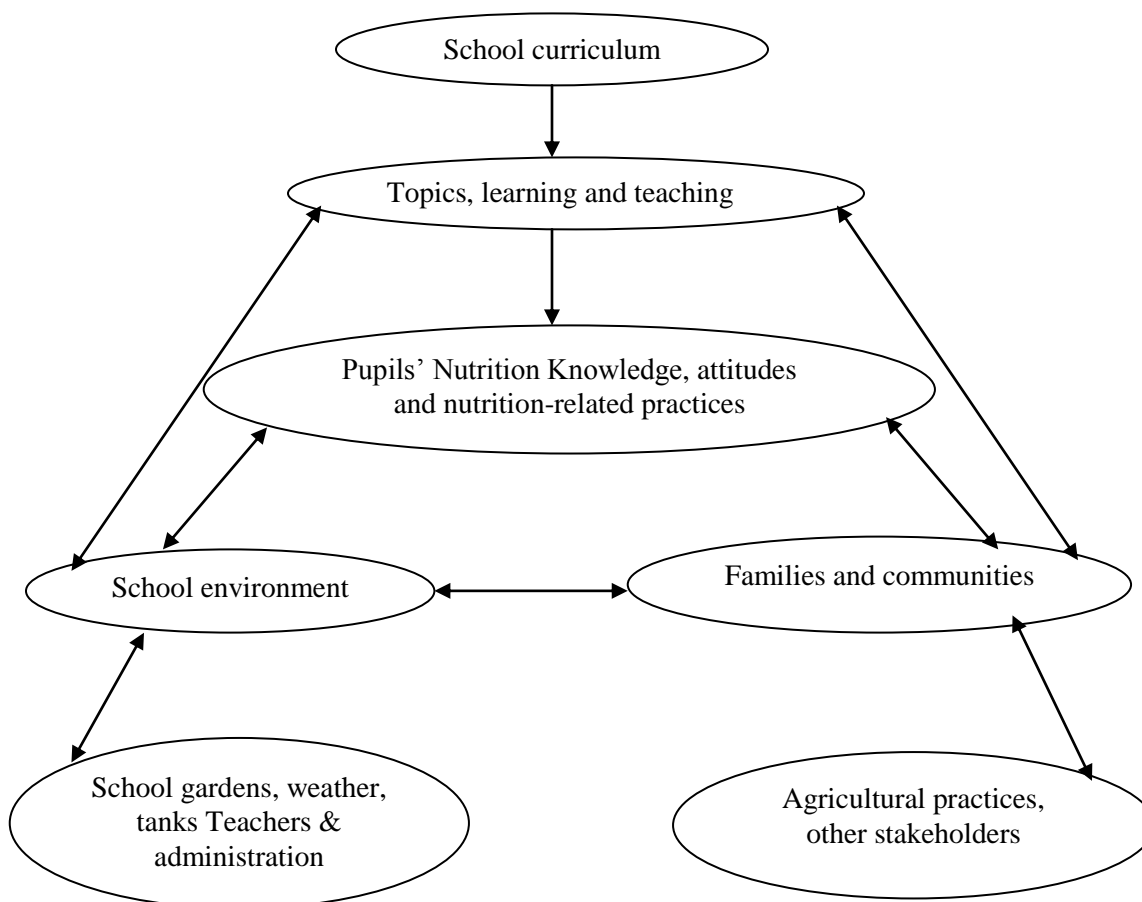 School curriculum
Topics, learning and teaching
Pupils’ Nutrition Knowledge, attitudes
and nutrition-related practices
School environment
Families and communities
School gardens, weather,
tanks Teachers &
administration
Agricultural practices,
other stakeholders